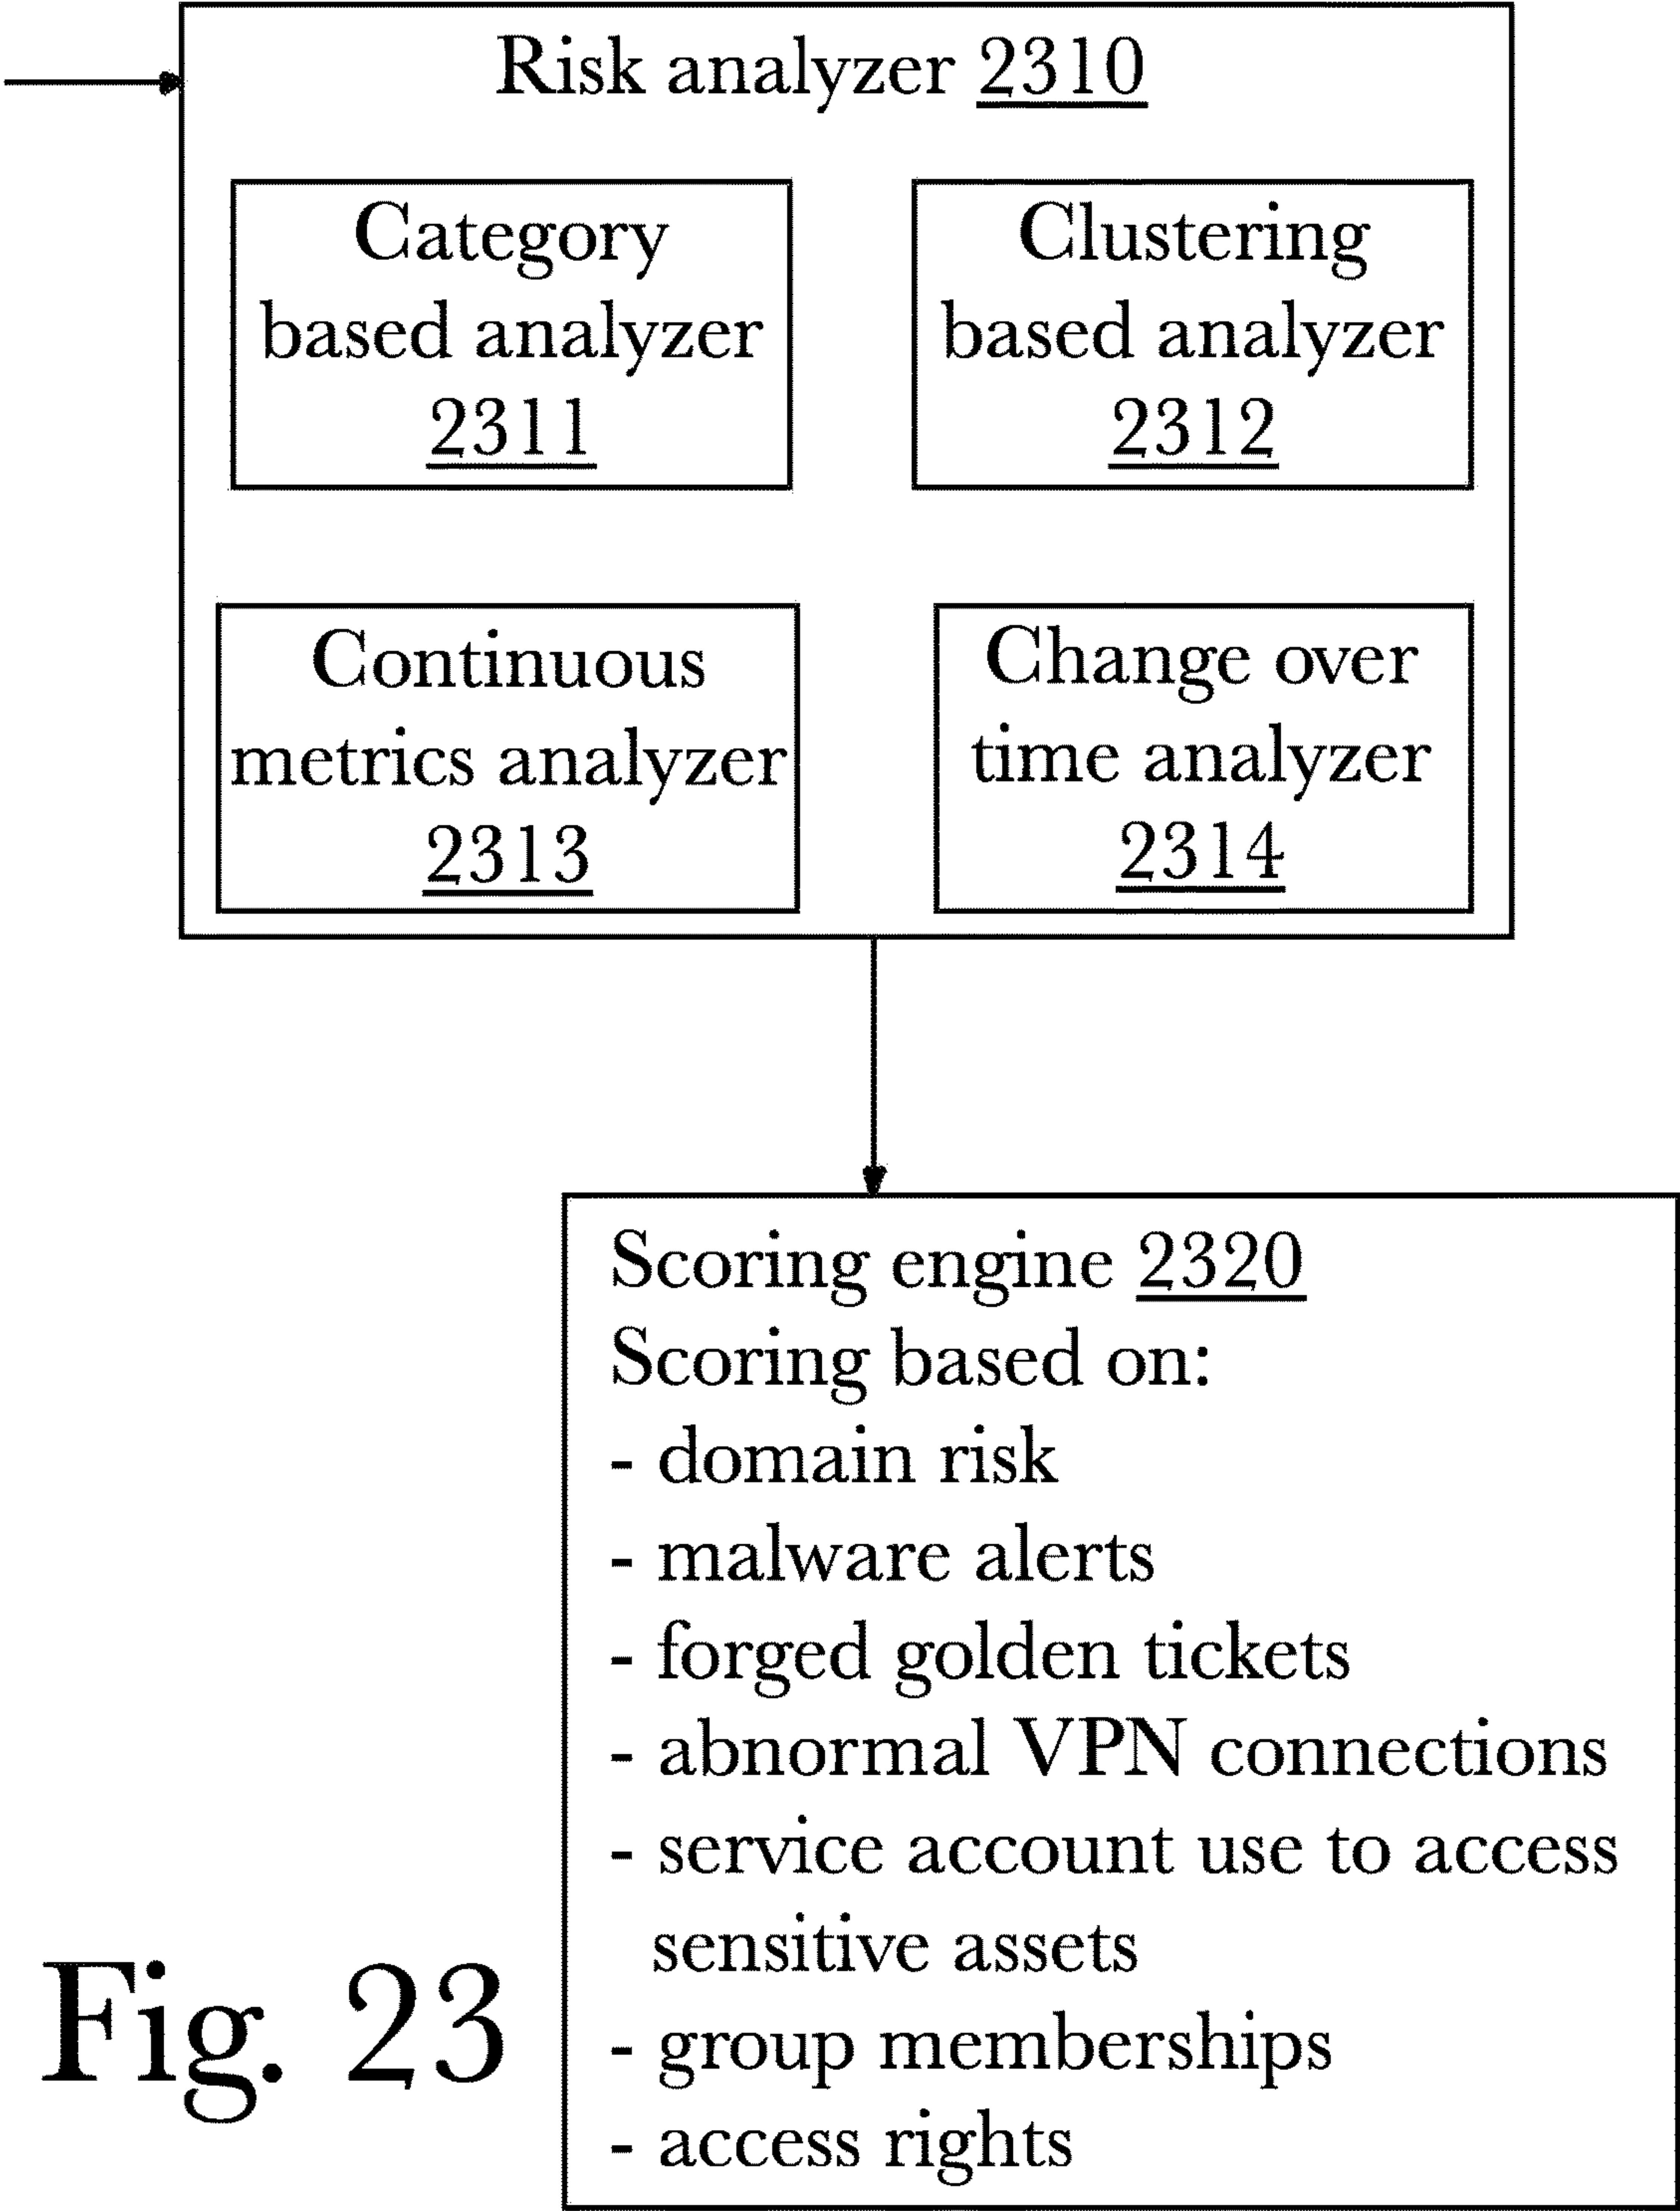 Risk analyzer 2310
Category
based analyzer
2311
Clustering
based analyzer
2312
Continuous
metrics analyzer
2313
Change over
time analyzer
2314
Scoring engine 2320
Scoring based on:
- domain risk
- malware alerts
- forged golden tickets
- abnormal VPN connections
- service account use to access
sensitive assets
- group memberships
- access rights
Fig. 23